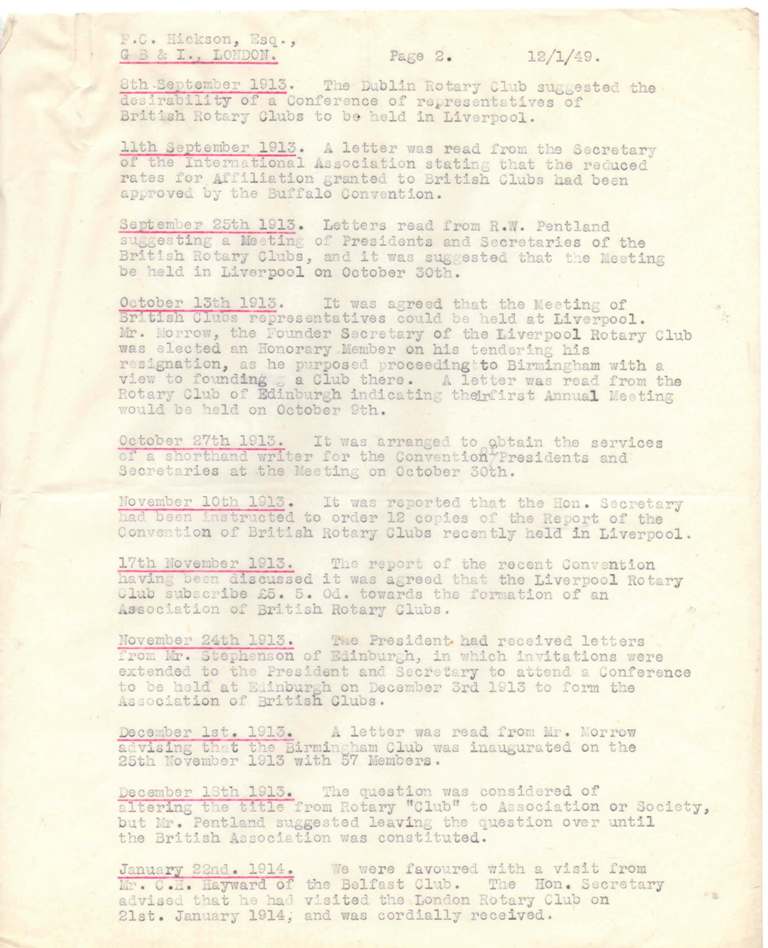 F.C. Hickson, Esq.,
G B & I., LONDON. Page 2. 12/1/49.
8th September 1913. The Dublin Rotary Club suggested the
desirability of a Conference of representatives of
British Rotary Clubs to be held in Liverpool.
11th September 1913. A letter was read from the Secretary
of the International Association stating that the reduced
rates for Affiliation granted to British Clubs had been
approved by the Buffalo Convention.
September 25th 1913. Letters read from R.W. Pentland
suggesting a Meeting of Presidents and Secretaries of the
British Rotary Clubs, and it was suggested that the Meeting
be held in Liverpool on October 30th.
October 13th 1913. It was agreed that the Meeting of
British Clubs representatives could be held at Liverpool.
Mr. Morrow, the Founder Secretary of the Liverpool Rotary Club
was elected an Honorary Member on his tendering his
resignation, as he purposed proceeding to Birmingham with a
view to founding a Club there. A letter was read from the
Rotary Club of Edinburgh indicating their first Annual Meeting
would be held on October 9th.
October 27th 1913. It was arranged to obtain the services
of a shorthand writer for the Convention of Presidents and
Secretaries at the Meeting on October 30th.
November 10th 1913. It was reported that the Hon. Secretary
had been instructed to order 12 copies of the Report of the
Convention of British Rotary Clubs recently held in Liverpool.
17th November 1913. The report of the recent Convention
having been discussed it was agreed that the Liverpool Rotary
Club subscribe £5. 5. 0d. towards the formation of an
Association of British Rotary Clubs.
November 24th 1913. The President had received letters
from Mr. Stephenson of Edinburgh, in which invitations were
extended to the President and Secretary to attend a Conference
to be held at Edinburgh on December 3rd 1913 to form the
Association of British Clubs.
December 1st. 1913. A letter was read from Mr. Morrow
advising that the Birmingham Club was inaugurated on the
25th November 1913 with 57 Members.
December 18th 1913. The question was considered of
altering the title from Rotary "Club" to Association or Society,
but Mr. Pentland suggested leaving the question over until
the British Association was constituted.
January 22nd. 1914. We were favoured with a visit from
Mr. C.H. Hayward of the Belfast Club. The Hon. Secretary
advised that he had visited the London Rotary Club on
21st. January 1914, and was cordially received.